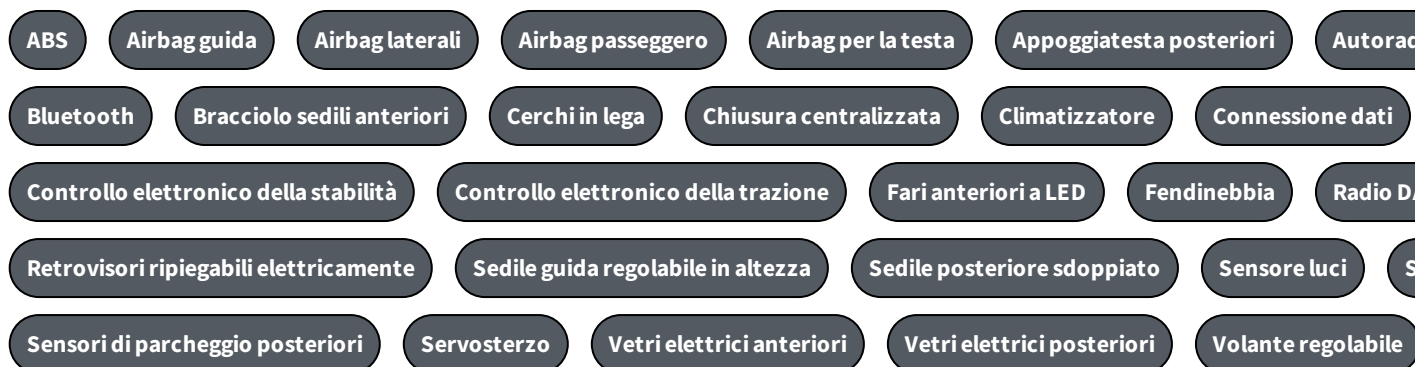 ABS Airbag guida Airbag laterali Airbag passeggero Airbag per la testa Appoggiatesta posteriori
Bluetooth Bracciolo sedili anteriori Cerchi in lega Chiusura centralizzata Climatizzatore Connessione dati
Controllo elettronico della stabilità Controllo elettronico della trazione Fari anteriori a LED Fendinebbia Radio
Retrovisori ripiegabili elettricamente Sedile guida regolabile in altezza Sedile posteriore sdoppiato Sensore luci
Sensori di parcheggio posteriori Servosterzo Vetri elettrici anteriori Vetri elettrici posteriori Volante regolabile